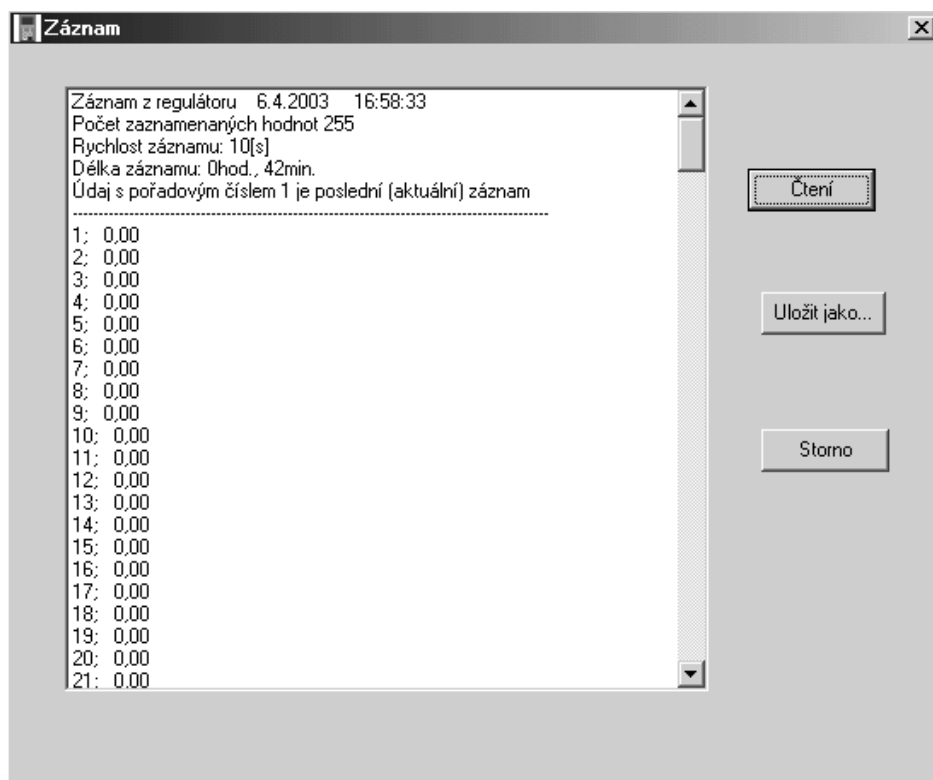 Záznam
Záznam z regulátoru 6.4.2003 16:58:33
Počet zaznamenaných hodnot 255
Rychlost záznamu: 10[s]
Délka záznamu: 0hod., 42min.
Údaj s pořadovým číslem 1 je poslední (aktuální) záznam
--------------------------------------------------------------------------------------------
1; 0,00
2; 0,00
3; 0,00
4; 0,00
5; 0,00
6; 0,00
7; 0,00
8; 0,00
9; 0,00
10; 0,00
11; 0,00
12; 0,00
13; 0,00
14; 0,00
15; 0,00
16; 0,00
17; 0,00
18; 0,00
19; 0,00
20; 0,00
21; 0,00
Čtení
Uložit jako...
Storno